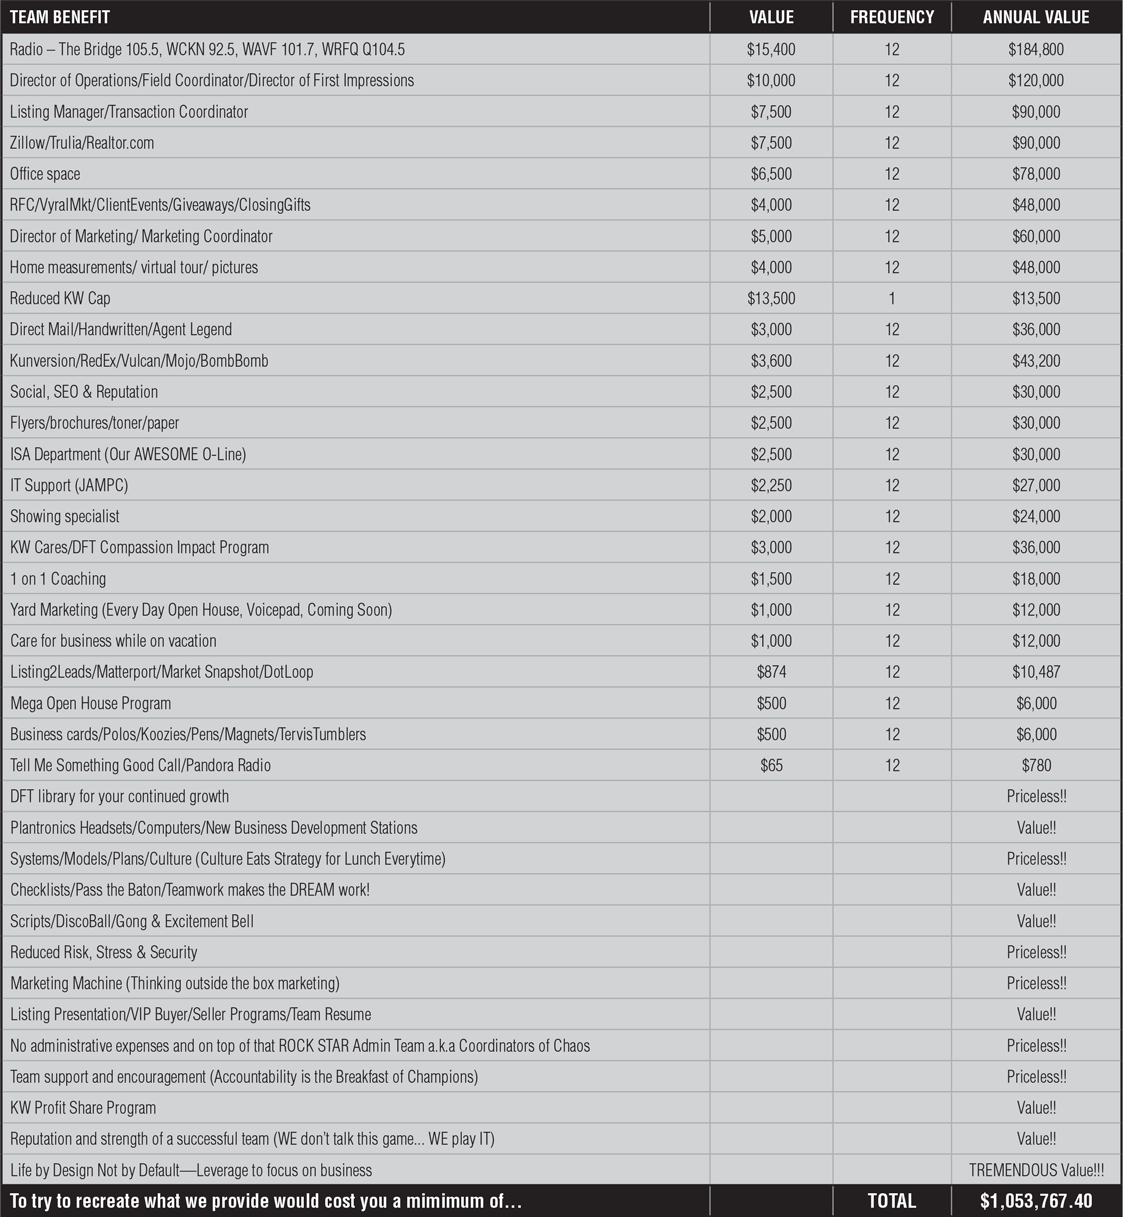 TEAM BENEFIT VALUE FREQUENCY ANNUAL VALUE
Radio – The Bridge 105.5, WCKN 92.5, WAVF 101.7, WRFQ Q104.5 $15,400 12 $184,800
Director of Operations/Field Coordinator/Director of First Impressions $10,000 12 $120,000
Listing Manager/Transaction Coordinator $7,500 12 $90,000
Zillow/Trulia/Realtor.com $7,500 12 $90,000
Office space $6,500 12 $78,000
RFC/VyralMkt/ClientEvents/Giveaways/ClosingGifts $4,000 12 $48,000
Director of Marketing/ Marketing Coordinator $5,000 12 $60,000
Home measurements/ virtual tour/ pictures $4,000 12 $48,000
Reduced KW Cap $13,500 1 $13,500
Direct Mail/Handwritten/Agent Legend $3,000 12 $36,000
Kunversion/RedEx/Vulcan/Mojo/BombBomb $3,600 12 $43,200
Social, SEO & Reputation $2,500 12 $30,000
Flyers/brochures/toner/paper $2,500 12 $30,000
ISA Department (Our AWESOME O-Line) $2,500 12 $30,000
IT Support (JAMPC) $2,250 12 $27,000
Showing specialist $2,000 12 $24,000
KW Cares/DFT Compassion Impact Program $3,000 12 $36,000
1 on 1 Coaching $1,500 12 $18,000
Yard Marketing (Every Day Open House, Voicepad, Coming Soon) $1,000 12 $12,000
Care for business while on vacation $1,000 12 $12,000
Listing2Leads/Matterport/Market Snapshot/DotLoop $874 12 $10,487
Mega Open House Program $500 12 $6,000
Business cards/Polos/Koozies/Pens/Magnets/TervisTumblers $500 12 $6,000
Tell Me Something Good Call/Pandora Radio $65 12 $780
DFT library for your continued growth Priceless!!
Plantronics Headsets/Computers/New Business Development Stations Value!!
Systems/Models/Plans/Culture (Culture Eats Strategy for Lunch Everytime) Priceless!!
Checklists/Pass the Baton/Teamwork makes the DREAM work! Value!!
Scripts/DiscoBall/Gong & Excitement Bell Value!!
Reduced Risk, Stress & Security Priceless!!
Marketing Machine (Thinking outside the box marketing) Priceless!!
Listing Presentation/VIP Buyer/Seller Programs/Team Resume Value!!
No administrative expenses and on top of that ROCK STAR Admin Team a.k.a Coordinators of Chaos Priceless!!
Team support and encouragement (Accountability is the Breakfast of Champions) Priceless!!
KW Profit Share Program Value!!
Reputation and strength of a successful team (WE don't talk this game... WE play IT) Value!!
Life by Design Not by Default—Leverage to focus on business TREMENDOUS Value!!!
To try to recreate what we provide would cost you a mimimum of... TOTAL $1,053,767.40